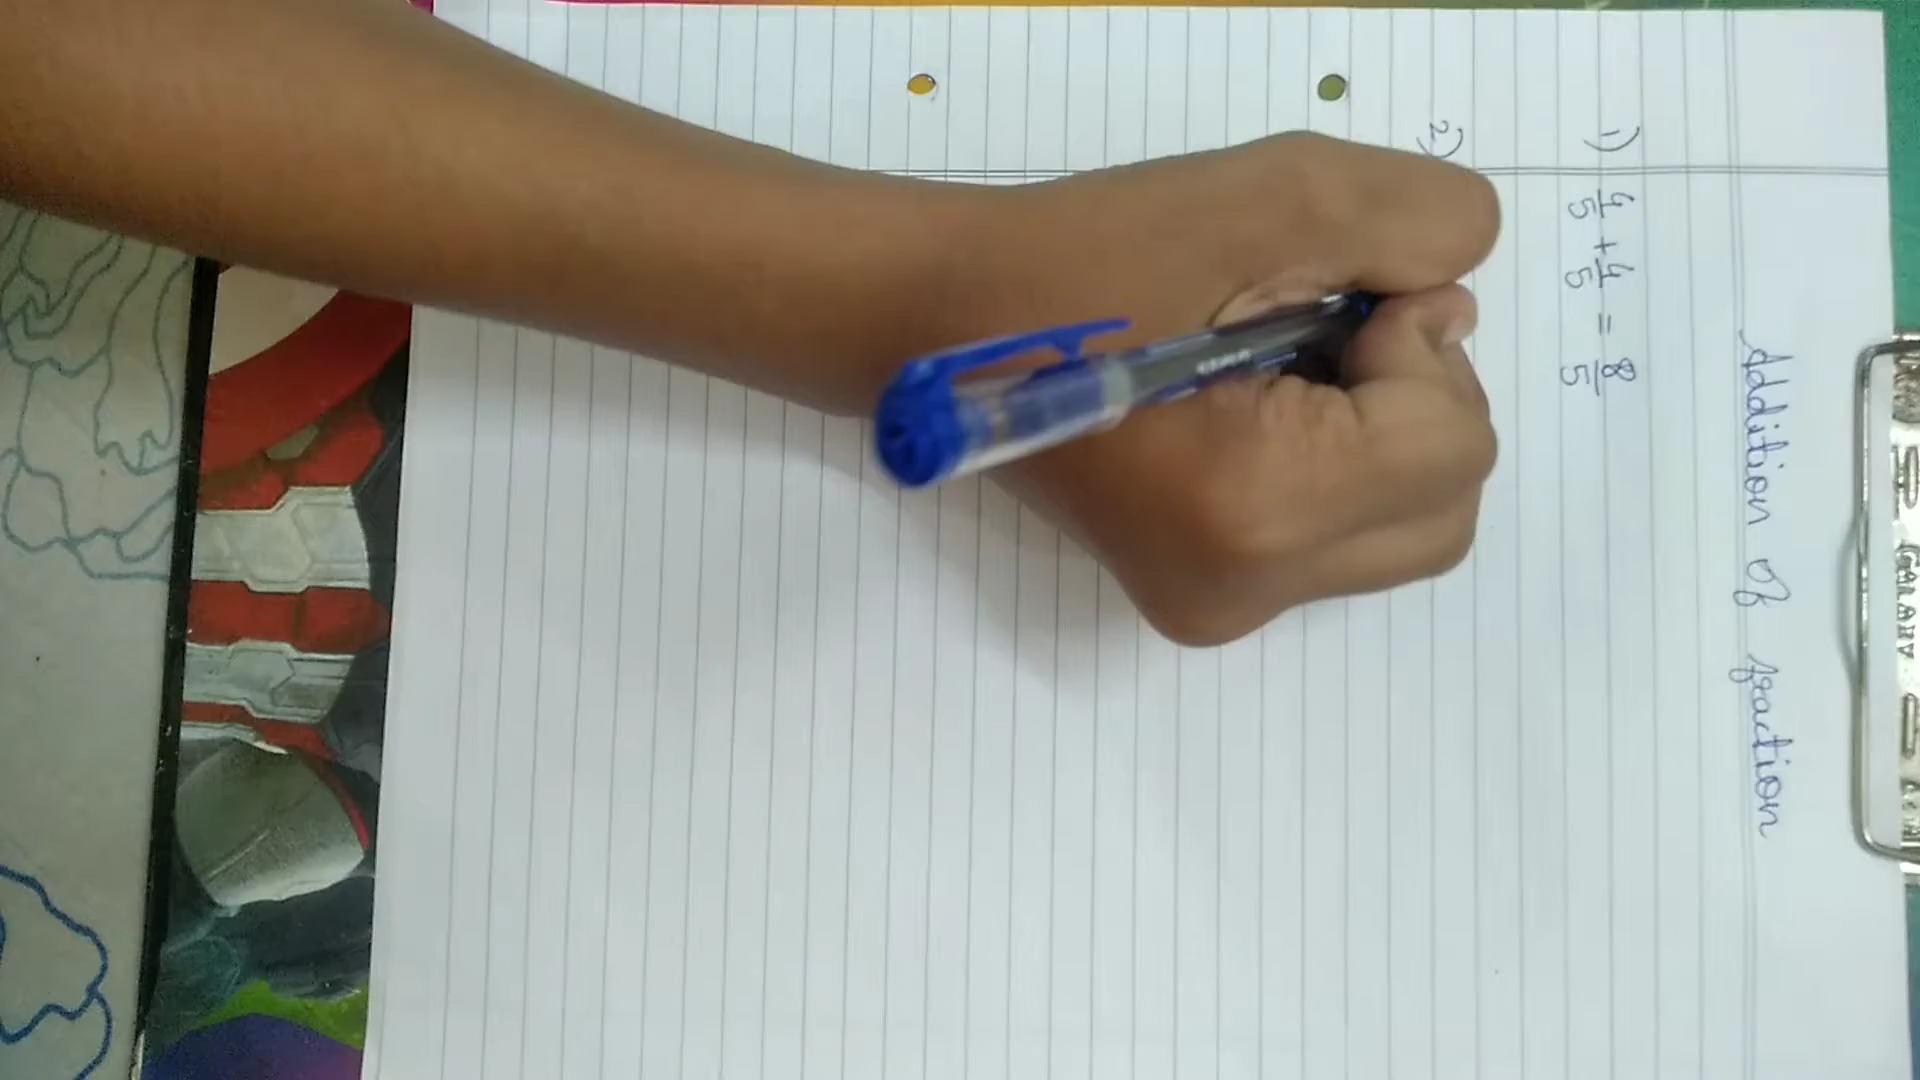 Addition of fraction
1) 4/5 + 4/5 = 8/5
2)